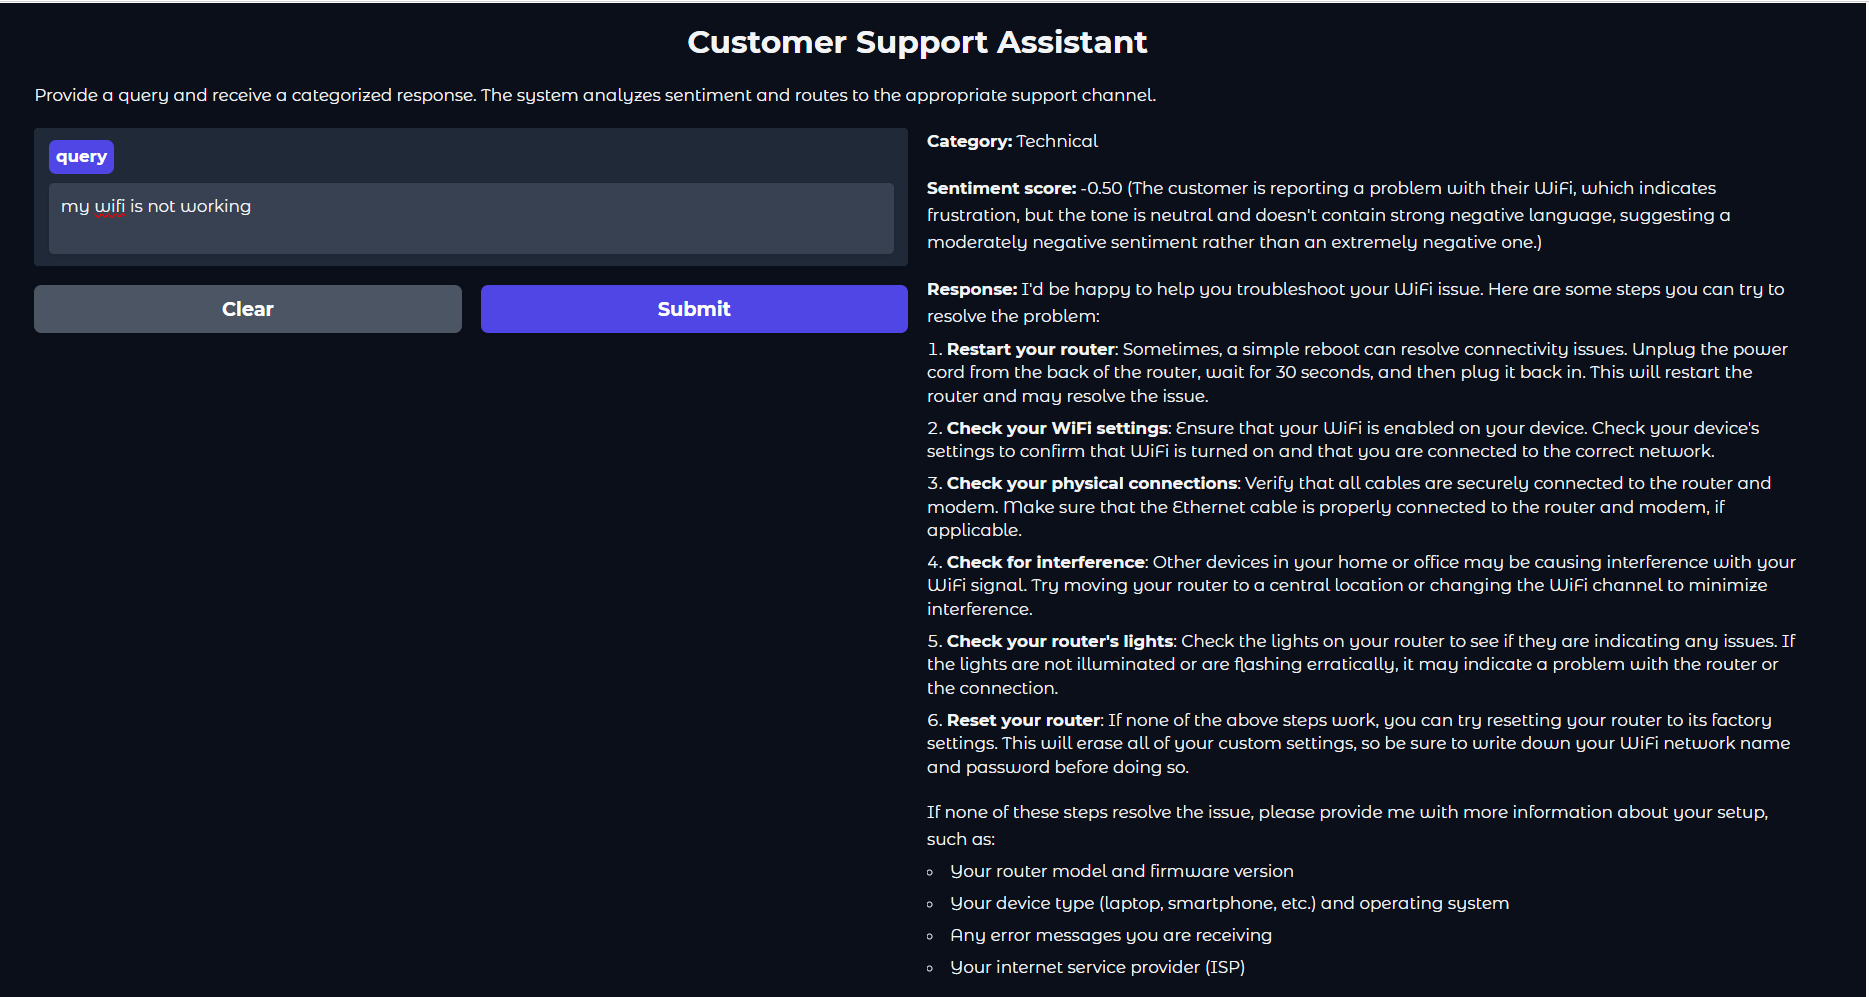 Customer Support Assistant
Provide a query and receive a categorized response. The system analyzes sentiment and routes to the appropriate support channel.
query
my wifi is not working
Clear
Submit
Category: Technical
Sentiment score: -0.50 (The customer is reporting a problem with their WiFi, which indicates
frustration, but the tone is neutral and doesn't contain strong negative language, suggesting a
moderately negative sentiment rather than an extremely negative one.)
Response: I'd be happy to help you troubleshoot your WiFi issue. Here are some steps you can try to
resolve the problem:
1. Restart your router: Sometimes, a simple reboot can resolve connectivity issues. Unplug the power
cord from the back of the router, wait for 30 seconds, and then plug it back in. This will restart the
router and may resolve the issue.
2. Check your WiFi settings: Ensure that your WiFi is enabled on your device. Check your device's
settings to confirm that WiFi is turned on and that you are connected to the correct network.
3. Check your physical connections: Verify that all cables are securely connected to the router and
modem. Make sure that the Ethernet cable is properly connected to the router and modem, if
applicable.
4. Check for interference: Other devices in your home or office may be causing interference with your
WiFi signal. Try moving your router to a central location or changing the WiFi channel to minimize
interference.
5. Check your router's lights: Check the lights on your router to see if they are indicating any issues. If
the lights are not illuminated or are flashing erratically, it may indicate a problem with the router or
the connection.
6. Reset your router: If none of the above steps work, you can try resetting your router to its factory
settings. This will erase all of your custom settings, so be sure to write down your WiFi network name
and password before doing so.
If none of these steps resolve the issue, please provide me with more information about your setup,
such as:
◦ Your router model and firmware version
◦ Your device type (laptop, smartphone, etc.) and operating system
◦ Any error messages you are receiving
◦ Your internet service provider (ISP)